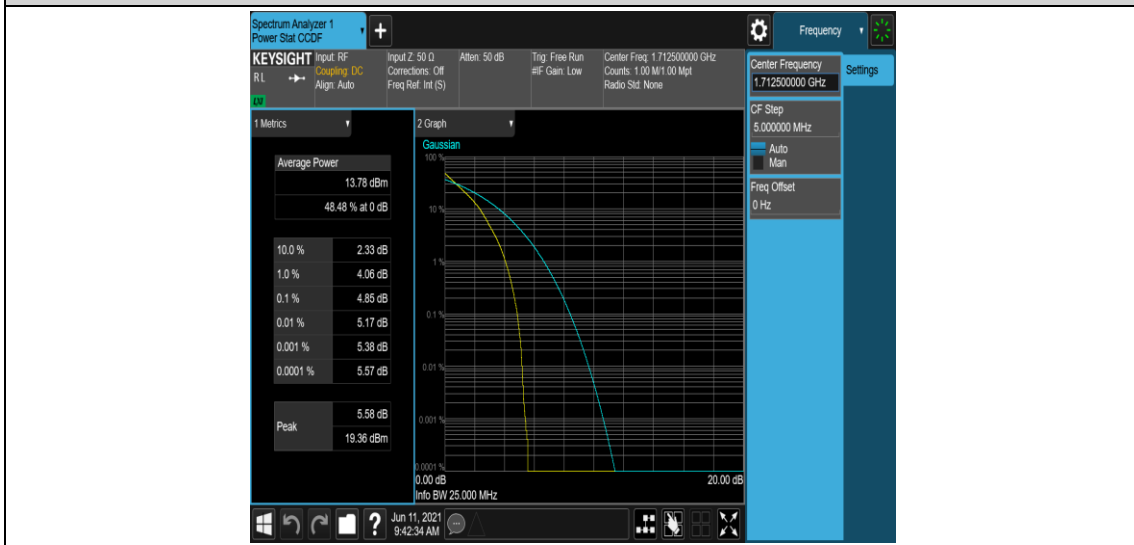 Spectrum Analyzer 1
Power Stat CCDF
+
Frequency
KEYSIGHT
R L
Input: RF
Coupling: DC
Align: Auto
Input Z: 50 Ω
Corrections: Off
Freq Ref: Int (S)
Atten: 50 dB
Trig: Free Run
#IF Gain: Low
Center Freq: 1.712500000 GHz
Counts: 1.00 M/1.00 Mpt
Radio Std: None
Center Frequency
1.712500000 GHz
Settings
CF Step
5.000000 MHz
Auto
Man
Freq Offset
0 Hz
1 Metrics
Average Power
13.78 dBm
48.48 % at 0 dB
10.0 % 2.33 dB
1.0 % 4.06 dB
0.1 % 4.85 dB
0.01 % 5.17 dB
0.001 % 5.38 dB
0.0001 % 5.57 dB
Peak
5.58 dB
19.36 dBm
2 Graph
Gaussian
100 %
10 %
1 %
0.1 %
0.01 %
0.001 %
0.0001 %
0.00 dB 20.00 dB
Info BW 25.000 MHz
?
Jun 11, 2021
9:42:34 AM